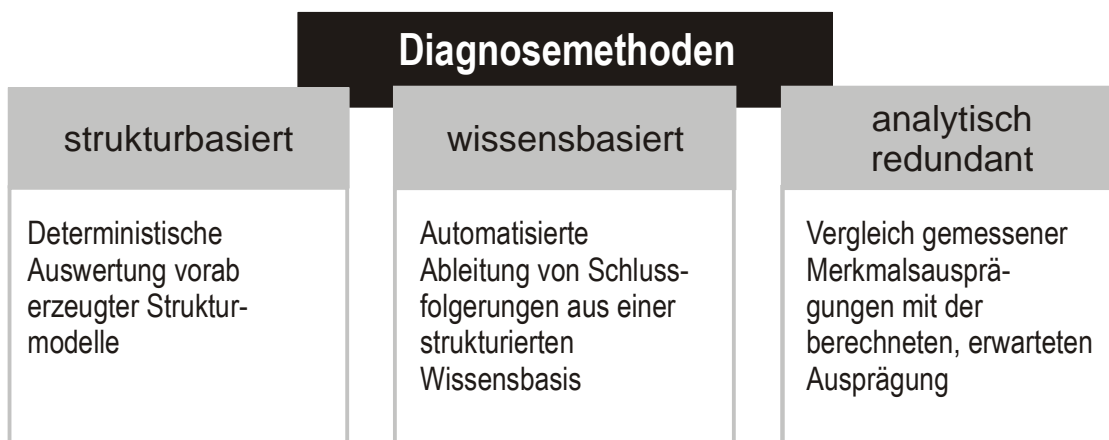 Diagnosemethoden
strukturbasiert
Deterministische
Auswertung vorab
erzeugter Struktur-
modelle
wissensbasiert
Automatisierte
Ableitung von Schluss-
folgerungen aus einer
strukturierten
Wissensbasis
analytisch
redundant
Vergleich gemessener
Merkmalsausprä-
gungen mit der
berechneten, erwarteten
Ausprägung